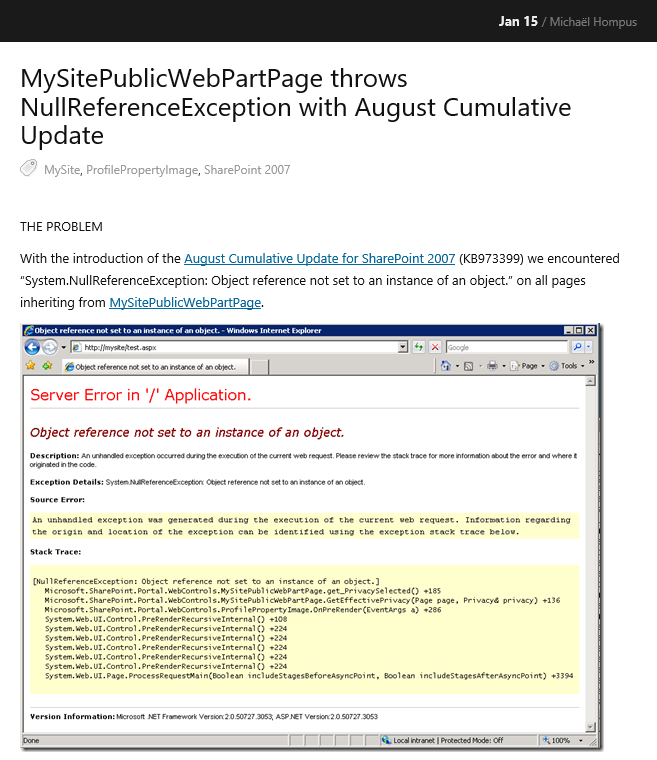 Jan 15 / Michaël Hompus
MySitePublicWebPartPage throws
NullReferenceException with August Cumulative
Update
MySite, ProfilePropertyImage, SharePoint 2007
THE PROBLEM
With the introduction of the August Cumulative Update for SharePoint 2007 (KB973399) we encountered
“System.NullReferenceException: Object reference not set to an instance of an object.” on all pages
inheriting from MySitePublicWebPartPage.
Object reference not set to an instance of an object. - Windows Internet Explorer
http://mysite/test.aspx
Google
Object reference not set to an instance of an object.
Page
Tools
Server Error in '/' Application.
Object reference not set to an instance of an object.
Description: An unhandled exception occurred during the execution of the current web request. Please review the stack trace for more information about the error and where it
originated in the code.
Exception Details: System.NullReferenceException: Object reference not set to an instance of an object.
Source Error:
An unhandled exception was generated during the execution of the current web request. Information regarding
the origin and location of the exception can be identified using the exception stack trace below.
Stack Trace:
[NullReferenceException: Object reference not set to an instance of an object.]
Microsoft.SharePoint.Portal.WebControls.MySitePublicWebPartPage.get_PrivacySelected() +185
Microsoft.SharePoint.Portal.WebControls.MySitePublicWebPartPage.GetEffectivePrivacy(Page page, Privacy& privacy) +136
Microsoft.SharePoint.Portal.WebControls.ProfilePropertyImage.OnPreRender(EventArgs a) +286
System.Web.UI.Control.PreRenderRecursiveInternal() +108
System.Web.UI.Control.PreRenderRecursiveInternal() +224
System.Web.UI.Control.PreRenderRecursiveInternal() +224
System.Web.UI.Control.PreRenderRecursiveInternal() +224
System.Web.UI.Control.PreRenderRecursiveInternal() +224
System.Web.UI.Page.ProcessRequestMain(Boolean includeStagesBeforeAsyncPoint, Boolean includeStagesAfterAsyncPoint) +3394
Version Information: Microsoft .NET Framework Version:2.0.50727.3053; ASP.NET Version:2.0.50727.3053
Done
Local intranet | Protected Mode: Off
100%